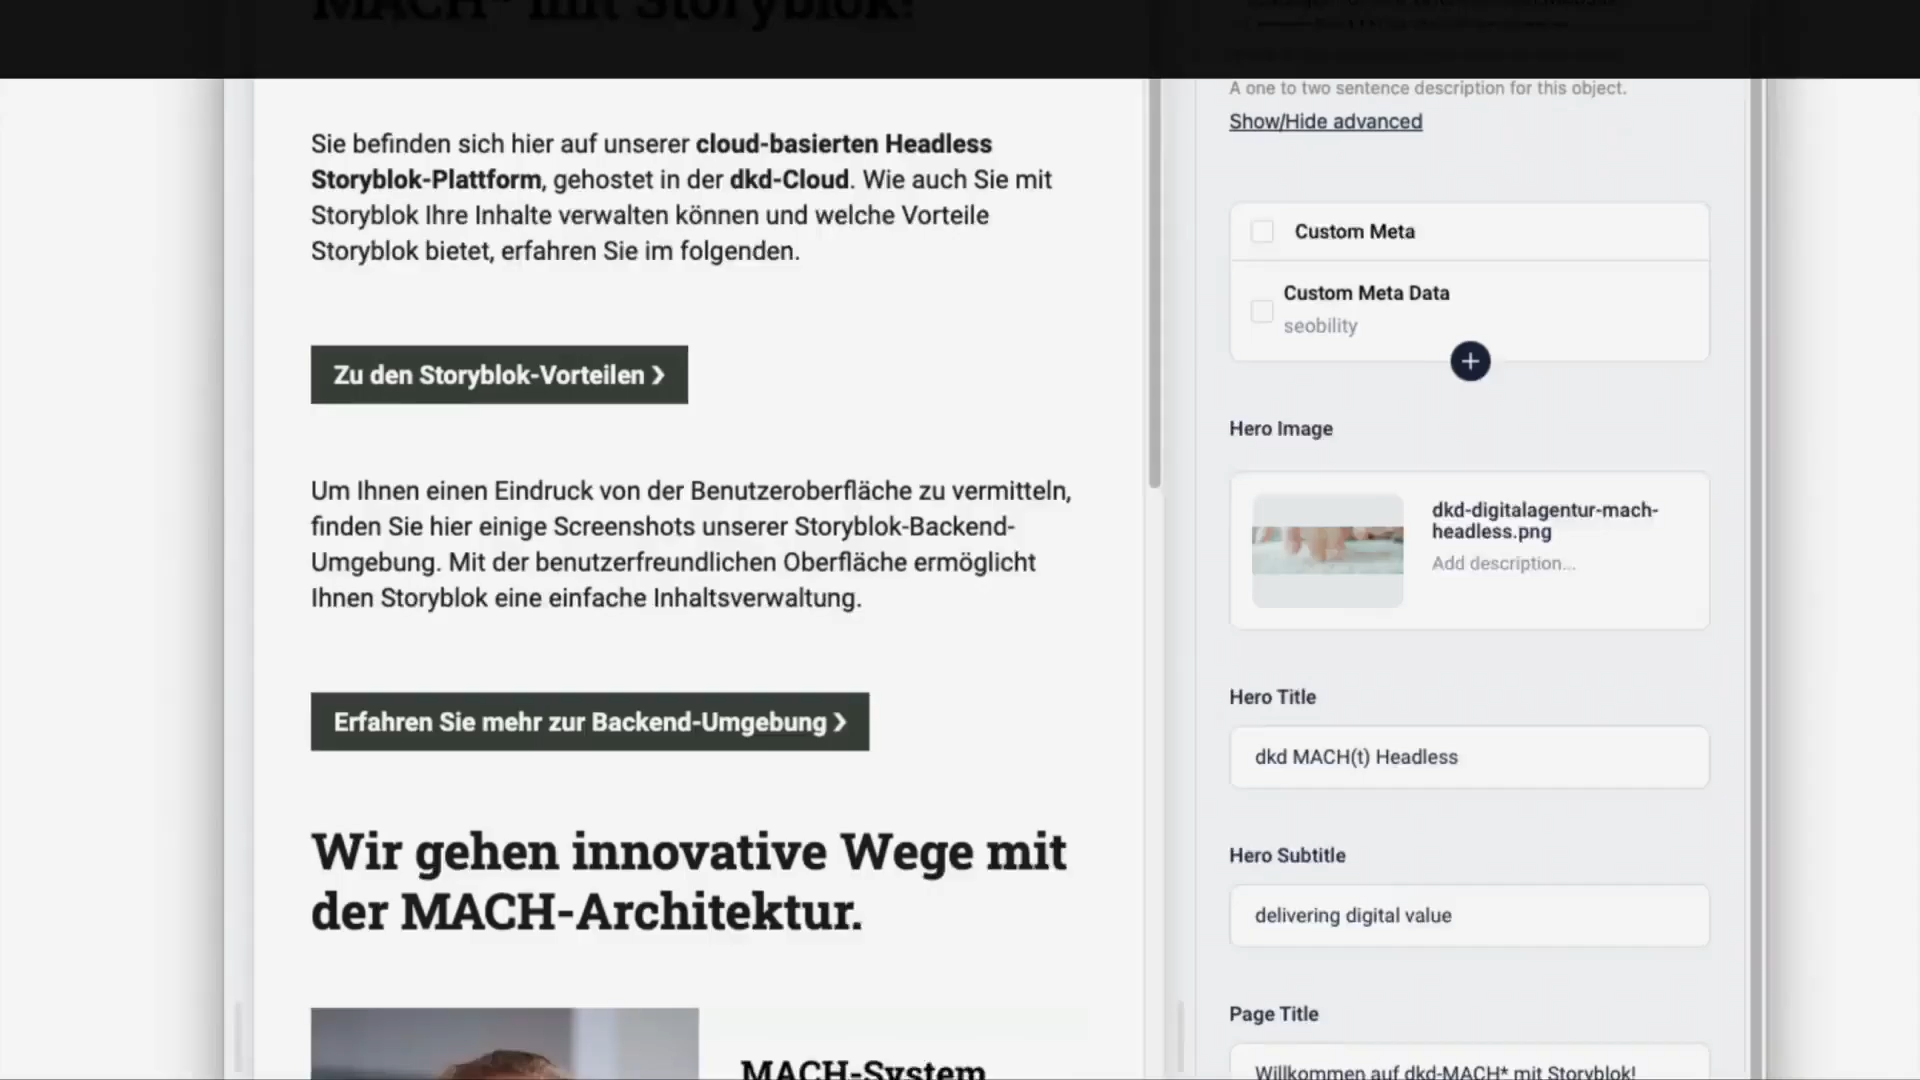 MACH* mit Storyblok!
Sie befinden sich hier auf unserer cloud-basierten Headless
Storyblok-Plattform, gehostet in der dkd-Cloud. Wie auch Sie mit
Storyblok Ihre Inhalte verwalten können und welche Vorteile
Storyblok bietet, erfahren Sie im folgenden.
Zu den Storyblok-Vorteilen ❯
Um Ihnen einen Eindruck von der Benutzeroberfläche zu vermitteln,
finden Sie hier einige Screenshots unserer Storyblok-Backend-
Umgebung. Mit der benutzerfreundlichen Oberfläche ermöglicht
Ihnen Storyblok eine einfache Inhaltsverwaltung.
Erfahren Sie mehr zur Backend-Umgebung ❯
Wir gehen innovative Wege mit
der MACH-Architektur.
MACH-System
A one to two sentence description for this object.
Show/Hide advanced
Custom Meta
Custom Meta Data
seobility
Hero Image
dkd-digitalagentur-mach-
headless.png
Add description...
Hero Title
dkd MACH(t) Headless
Hero Subtitle
delivering digital value
Page Title
Willkommen auf dkd-MACH* mit Storyblok!